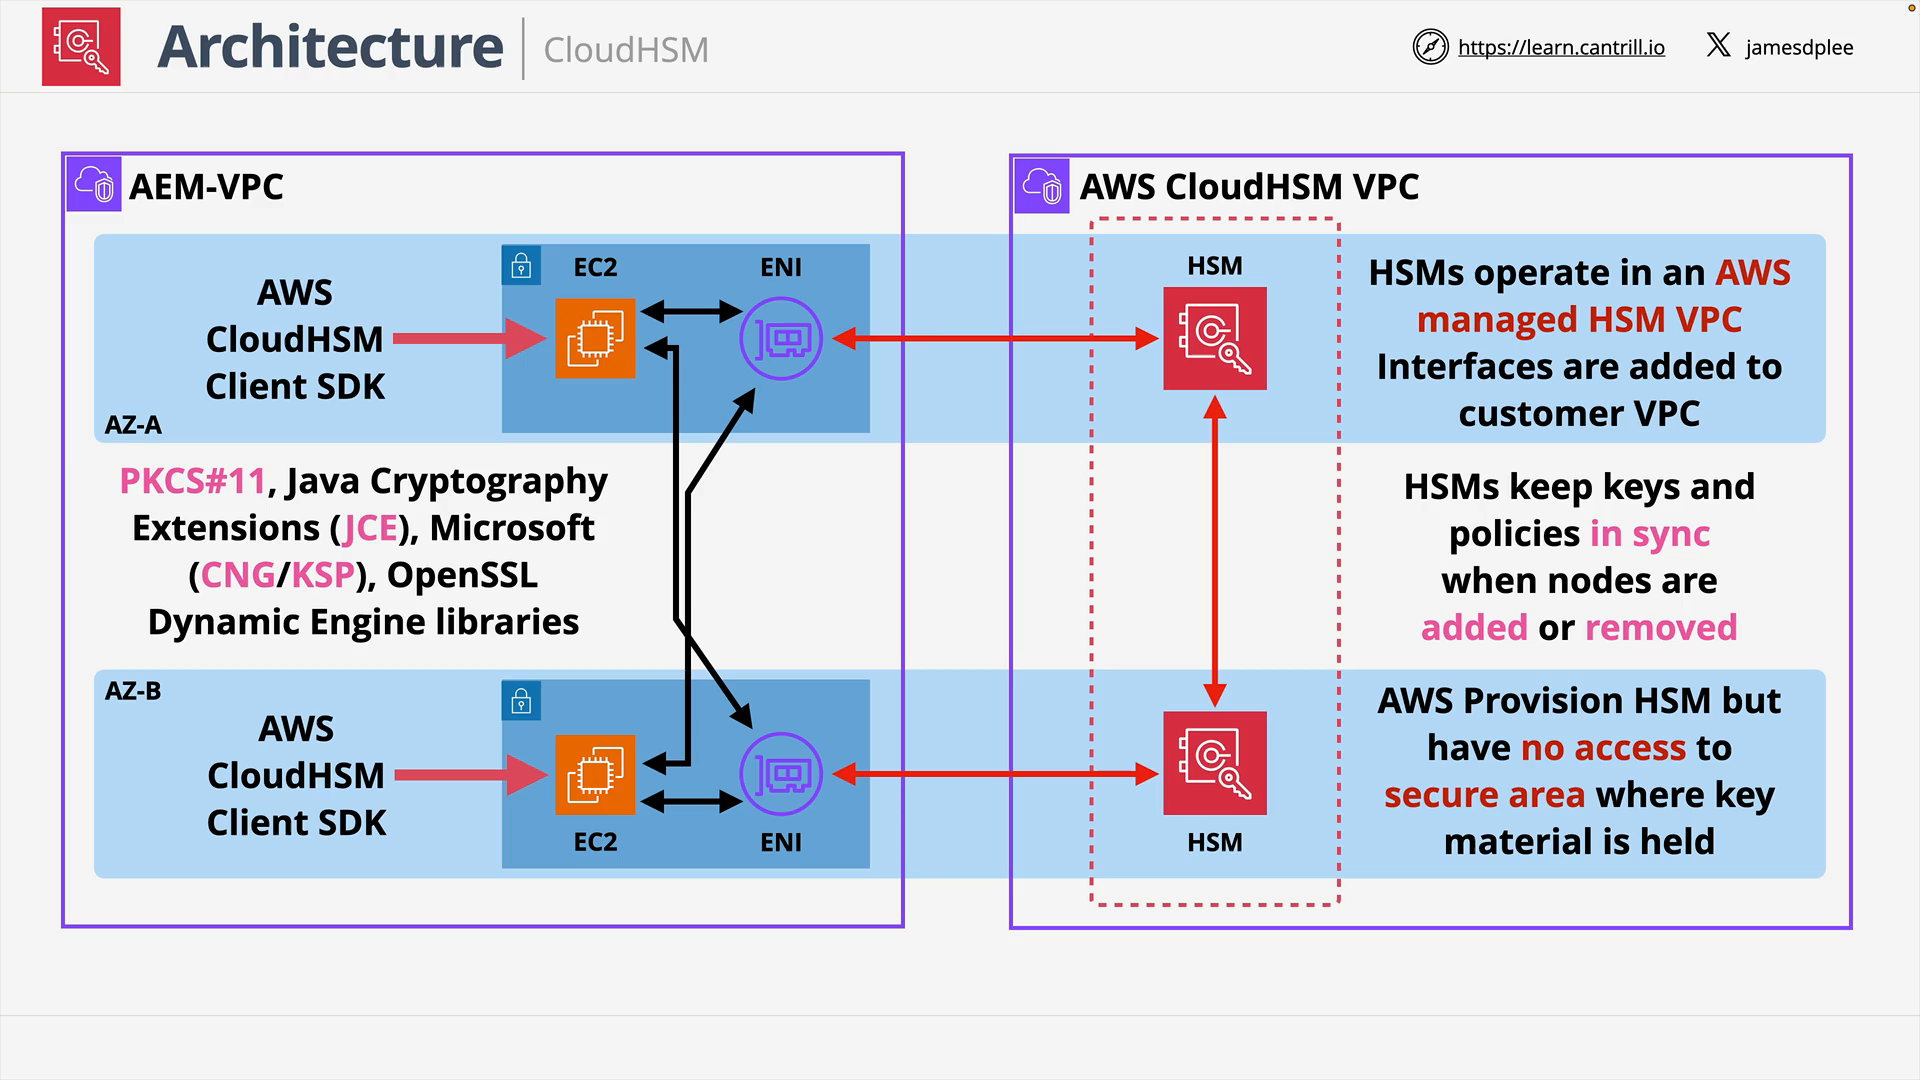 Architecture
CloudHSM
https://learn.cantrill.io
jamesdplee
AEM-VPC
AWS
CloudHSM
Client SDK
AZ-A
EC2
ENI
PKCS#11, Java Cryptography
Extensions (JCE), Microsoft
(CNG/KSP), OpenSSL
Dynamic Engine libraries
AZ-B
AWS
CloudHSM
Client SDK
EC2
ENI
AWS CloudHSM VPC
HSM
HSMs operate in an AWS
managed HSM VPC
Interfaces are added to
customer VPC
HSMs keep keys and
policies in sync
when nodes are
added or removed
HSM
AWS Provision HSM but
have no access to
secure area where key
material is held